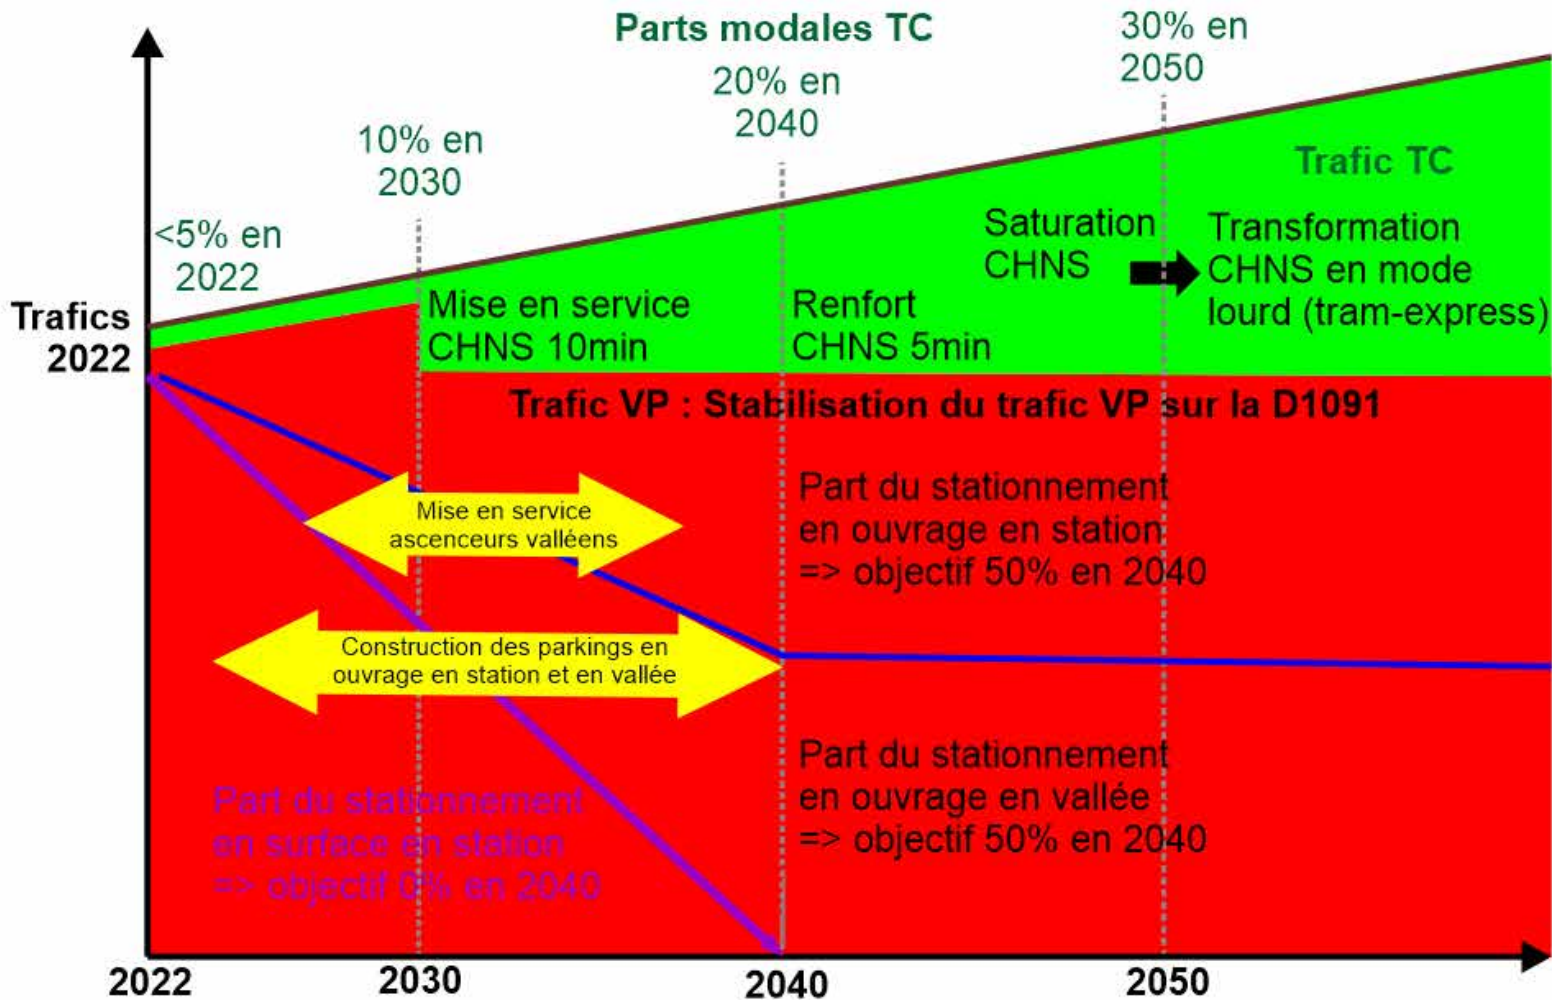 Parts modales TC
<5% en
2022
10% en
2030
20% en
2040
30% en
2050
Trafic TC
Trafics
2022
Mise en service
CHNS 10min
Renfort
CHNS 5min
Saturation
CHNS
Transformation
CHNS en mode
lourd (tram-express)
Trafic VP : Stabilisation du trafic VP sur la D1091
Mise en service
ascenceurs valléens
Part du stationnement
en ouvrage en station
=> objectif 50% en 2040
Construction des parkings en
ouvrage en station et en vallée
Part du stationnement
en surface en station
=> objectif 0% en 2040
Part du stationnement
en ouvrage en vallée
=> objectif 50% en 2040
2022
2030
2040
2050